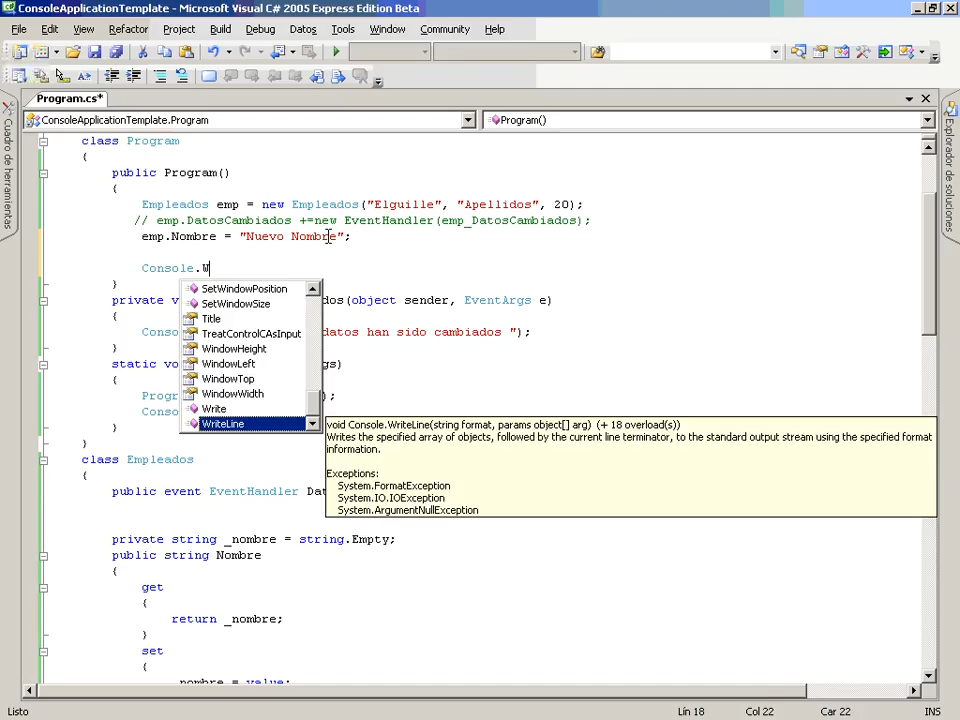 ConsoleApplicationTemplate - Microsoft Visual C# 2005 Express Edition Beta
File Edit View Refactor Project Build Debug Datos Tools Window Community Help
Program.cs*
ConsoleApplicationTemplate.Program
Program()
Cuadro de herramientas
Explorador de soluciones
class Program
{
public Program()
{
Empleados emp = new Empleados("Elguille", "Apellidos", 20);
// emp.DatosCambiados +=new EventHandler(emp_DatosCambiados);
emp.Nombre = "Nuevo Nombre";
Console.W
}
SetWindowPosition
SetWindowSize
Title
TreatControlCAsInput
WindowHeight
WindowLeft
WindowTop
WindowWidth
Write
WriteLine
void Console.WriteLine(string format, params object[] arg) (+ 18 overload(s))
Writes the specified array of objects, followed by the current line terminator, to the standard output stream using the specified format
information.
Exceptions:
System.FormatException
System.IO.IOException
System.ArgumentNullException
private v ados(object sender, EventArgs e)
{
Conso datos han sido cambiados ");
}
static vo gs)
{
Progr );
Conso
}
}
class Empleados
{
public event EventHandler Dat
private string _nombre = string.Empty;
public string Nombre
{
get
{
return _nombre;
}
set
{
_nombre = value;
Listo Lín 18 Col 22 Car 22 INS